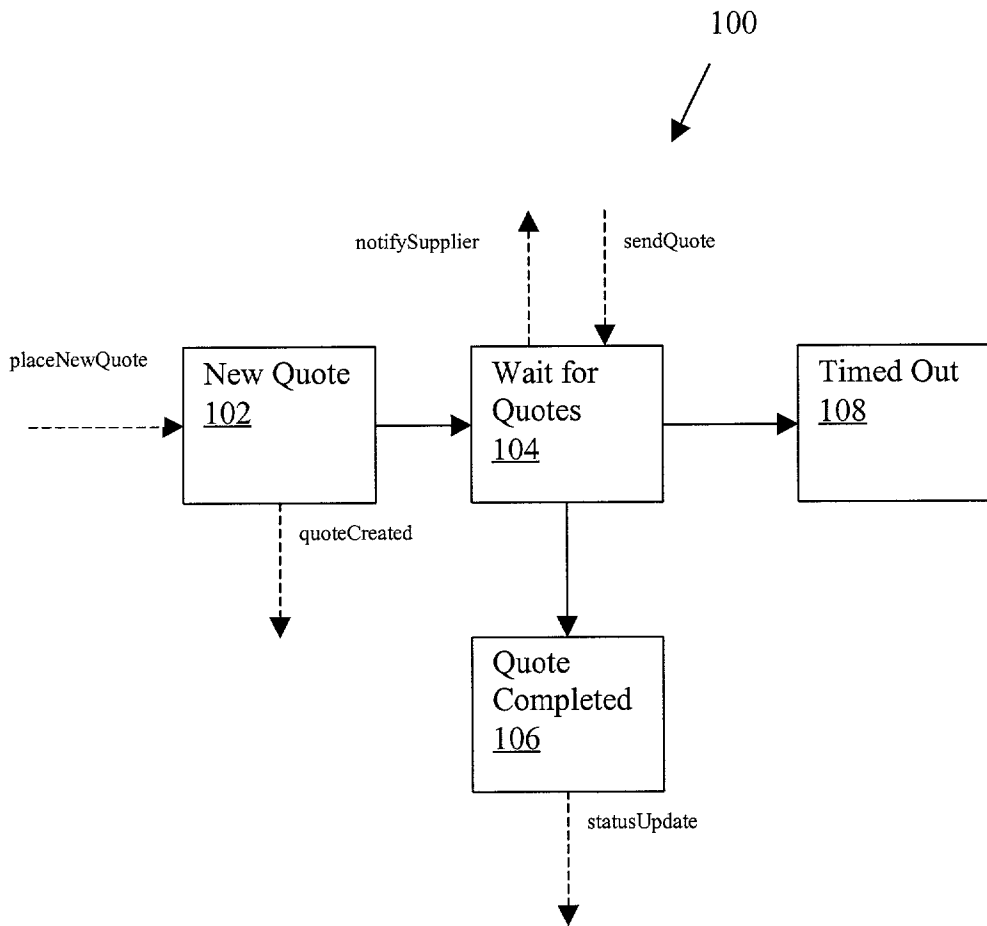 100
notifySupplier
sendQuote
placeNewQuote
New Quote
102
Wait for
Quotes
104
Timed Out
108
quoteCreated
Quote
Completed
106
statusUpdate